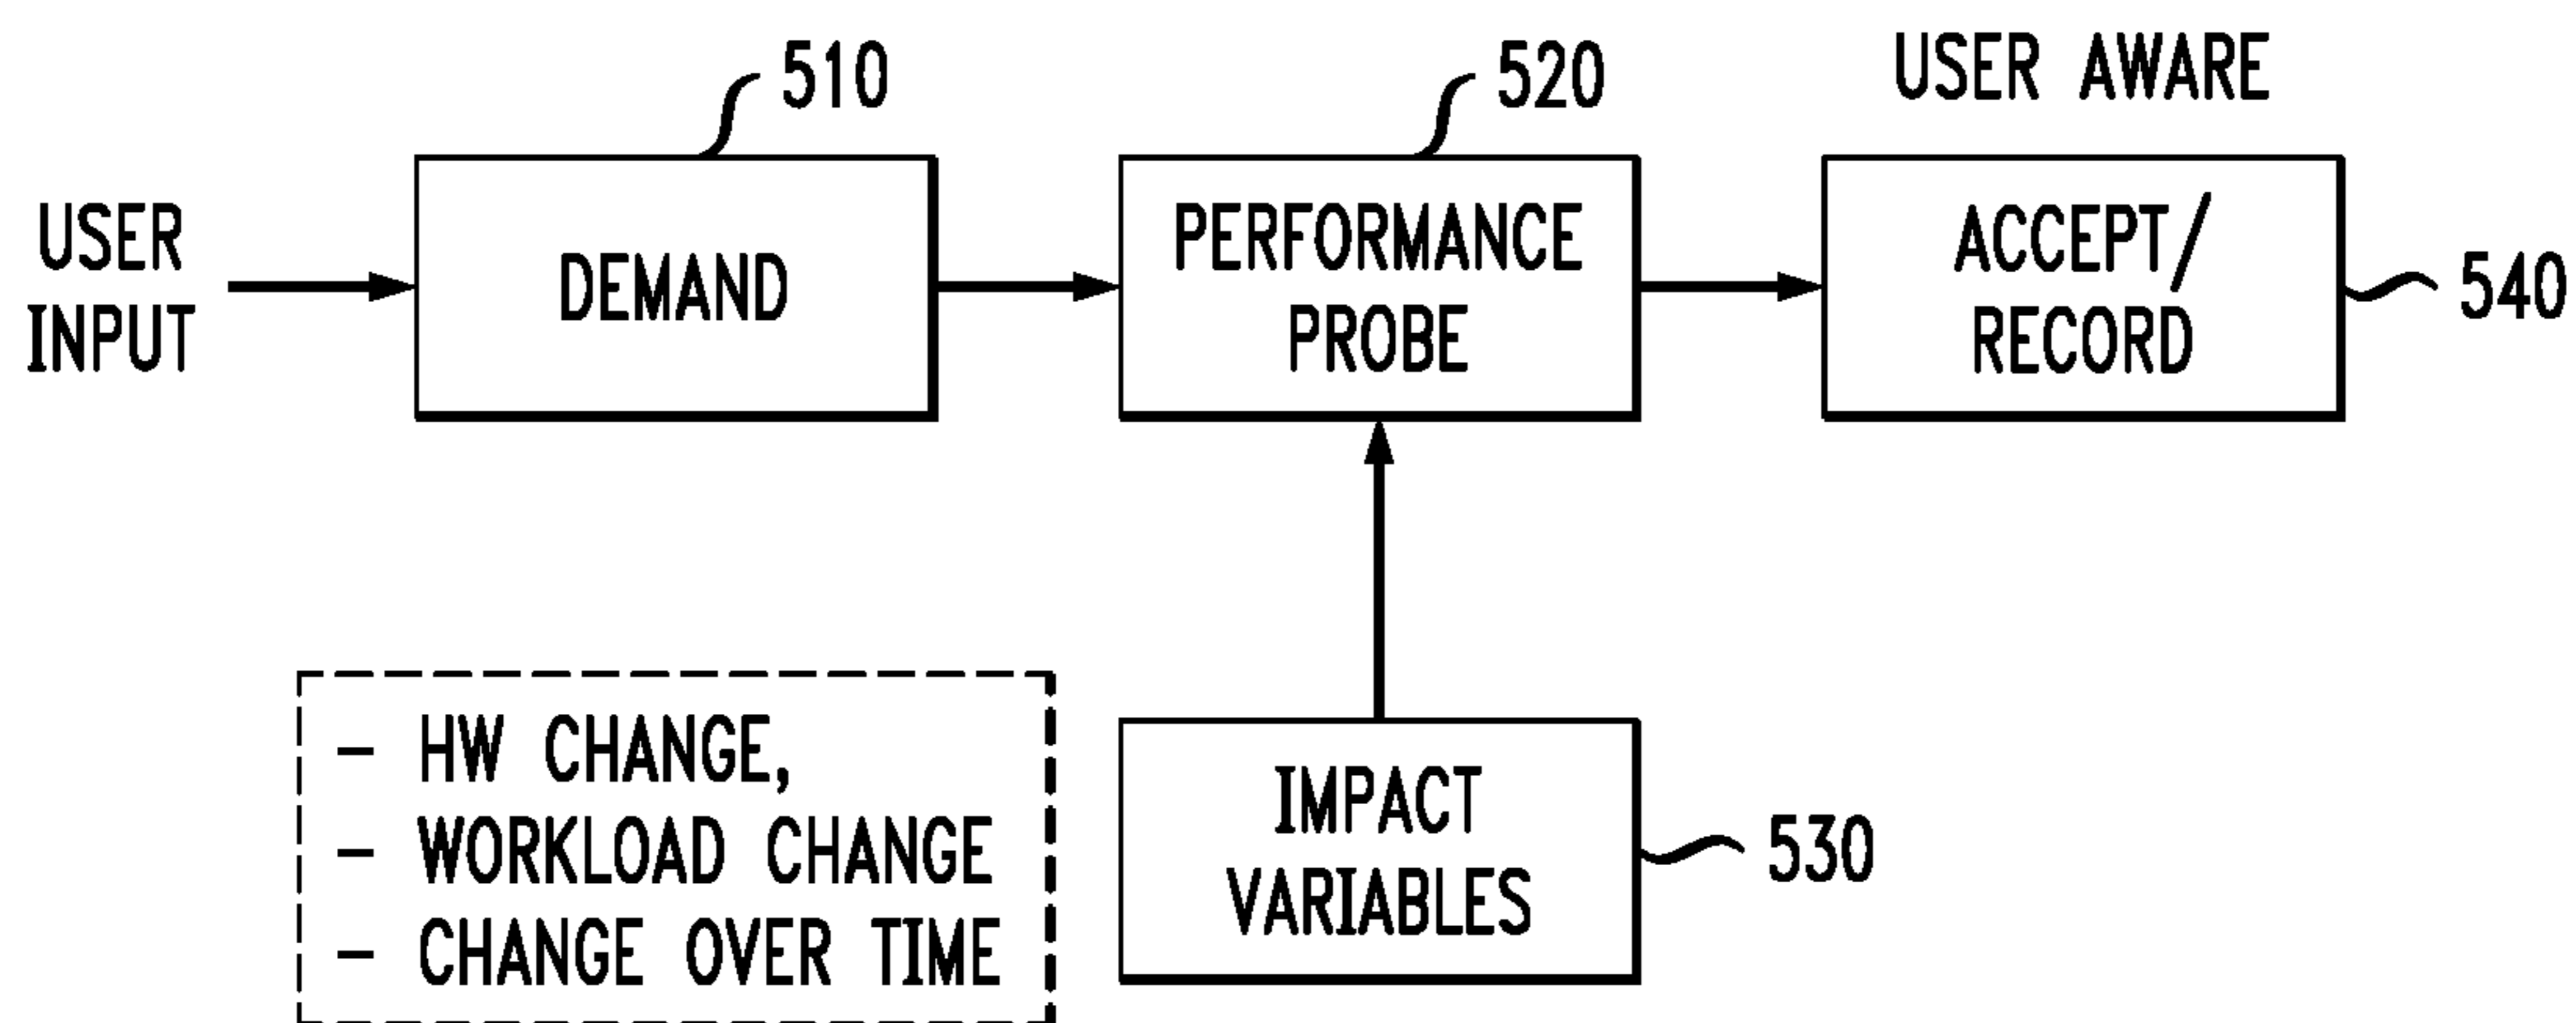 510
520
USER AWARE
USER
INPUT
DEMAND
PERFORMANCE
PROBE
ACCEPT/
RECORD
540
- HW CHANGE,
- WORKLOAD CHANGE
- CHANGE OVER TIME
IMPACT
VARIABLES
530